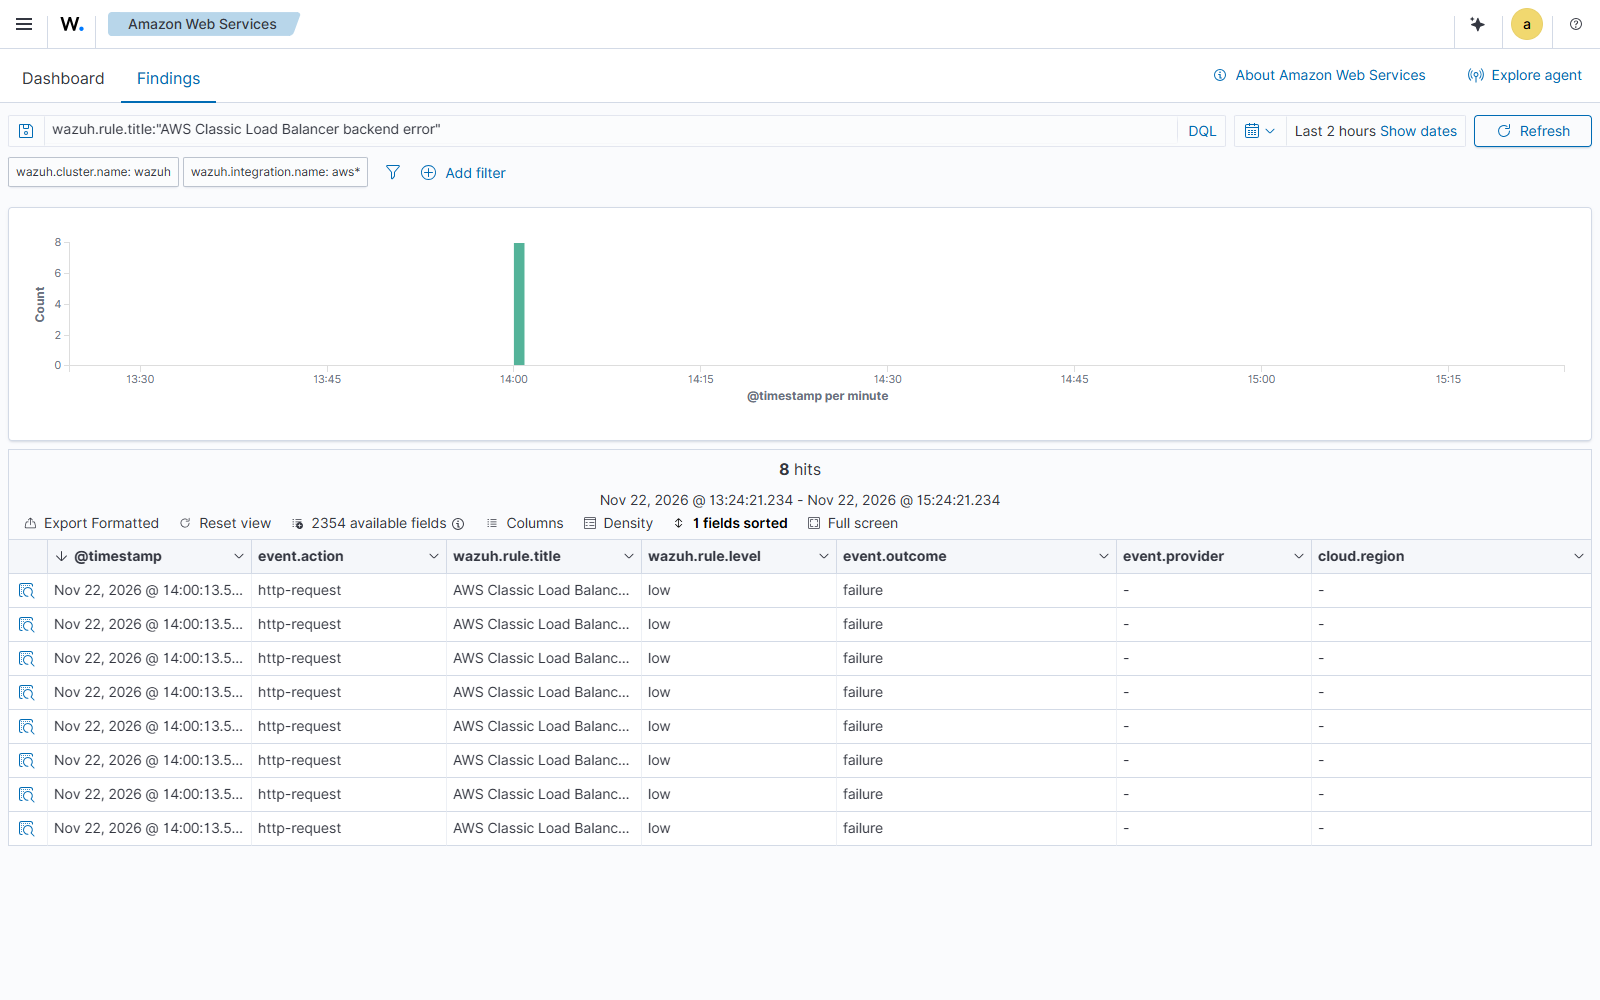 W. Amazon Web Services a
Dashboard Findings About Amazon Web Services Explore agent
wazuh.rule.title:"AWS Classic Load Balancer backend error" DQL Last 2 hours Show dates Refresh
wazuh.cluster.name: wazuh wazuh.integration.name: aws* Add filter
8
6
4
2
0
Count
13:30 13:45 14:00 14:15 14:30 14:45 15:00 15:15
@timestamp per minute
8 hits
Nov 22, 2026 @ 13:24:21.234 - Nov 22, 2026 @ 15:24:21.234
Export Formatted Reset view 2354 available fields Columns Density 1 fields sorted Full screen
@timestamp event.action wazuh.rule.title wazuh.rule.level event.outcome event.provider cloud.region
Nov 22, 2026 @ 14:00:13.5... http-request AWS Classic Load Balanc... low failure - -
Nov 22, 2026 @ 14:00:13.5... http-request AWS Classic Load Balanc... low failure - -
Nov 22, 2026 @ 14:00:13.5... http-request AWS Classic Load Balanc... low failure - -
Nov 22, 2026 @ 14:00:13.5... http-request AWS Classic Load Balanc... low failure - -
Nov 22, 2026 @ 14:00:13.5... http-request AWS Classic Load Balanc... low failure - -
Nov 22, 2026 @ 14:00:13.5... http-request AWS Classic Load Balanc... low failure - -
Nov 22, 2026 @ 14:00:13.5... http-request AWS Classic Load Balanc... low failure - -
Nov 22, 2026 @ 14:00:13.5... http-request AWS Classic Load Balanc... low failure - -